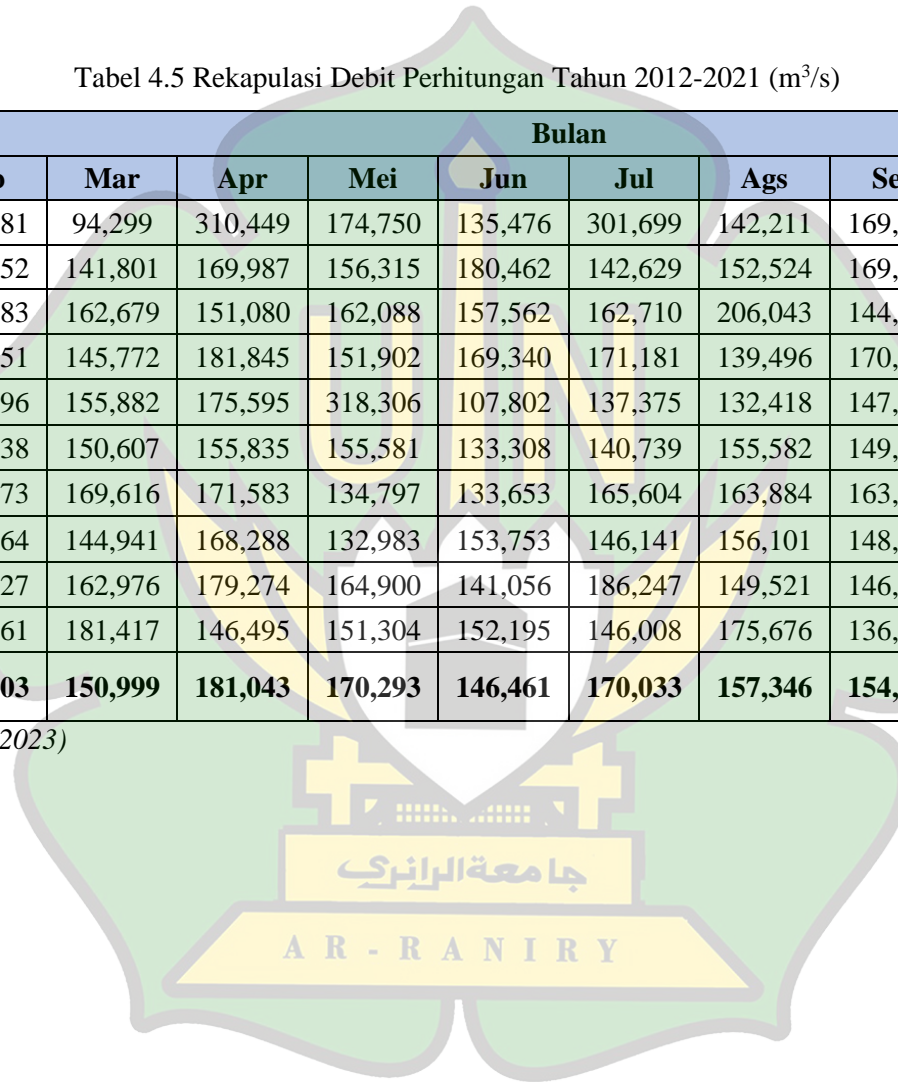 Tabel 4.5 Rekapulasi Debit Perhitungan Tahun 2012-2021 (m³/s)
Bulan
Mar Apr Mei Jun Jul Ags Se
81 94,299 310,449 174,750 135,476 301,699 142,211 169,
52 141,801 169,987 156,315 180,462 142,629 152,524 169,
83 162,679 151,080 162,088 157,562 162,710 206,043 144,
51 145,772 181,845 151,902 169,340 171,181 139,496 170,
96 155,882 175,595 318,306 107,802 137,375 132,418 147,
38 150,607 155,835 155,581 133,308 140,739 155,582 149,
73 169,616 171,583 134,797 133,653 165,604 163,884 163,
64 144,941 168,288 132,983 153,753 146,141 156,101 148,
27 162,976 179,274 164,900 141,056 186,247 149,521 146,
61 181,417 146,495 151,304 152,195 146,008 175,676 136,
03 150,999 181,043 170,293 146,461 170,033 157,346 154,
2023)
UIN
جامعة الرانري
AR-RANIRY